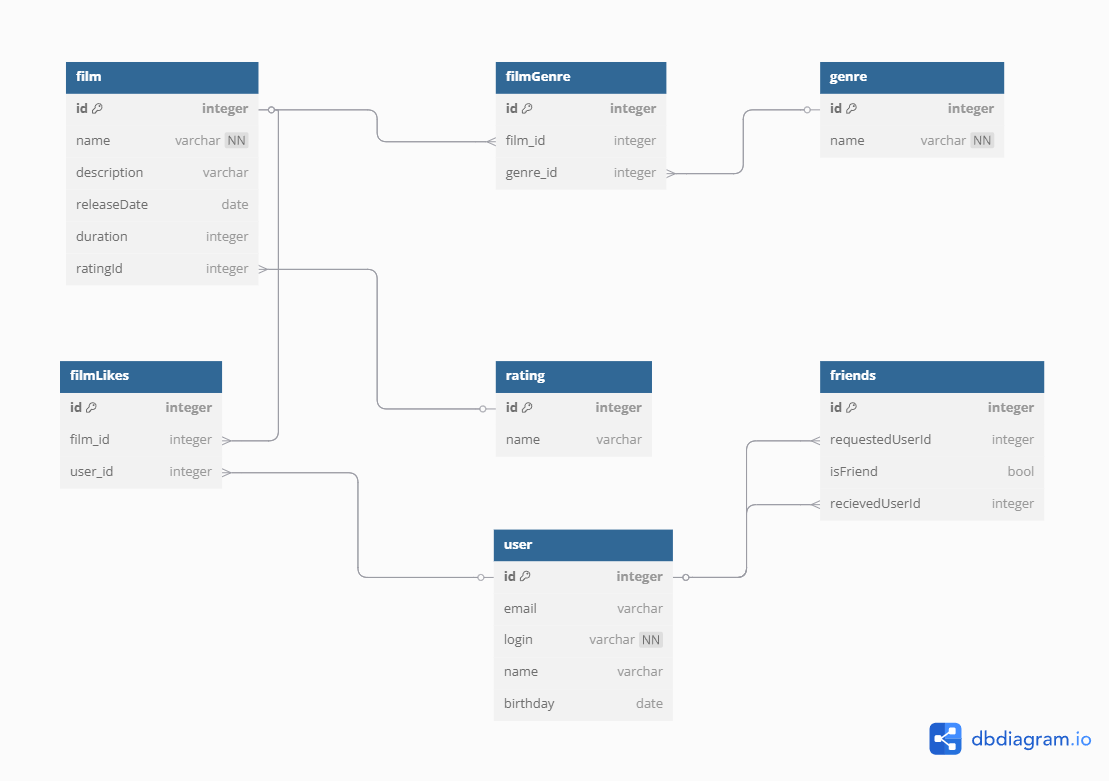 film
id integer
name varchar NN
description varchar
releaseDate date
duration integer
ratingId integer
filmGenre
id integer
film_id integer
genre_id integer
genre
id integer
name varchar NN
filmLikes
id integer
film_id integer
user_id integer
rating
id integer
name varchar
friends
id integer
requestedUserId integer
isFriend bool
recievedUserId integer
user
id integer
email varchar
login varchar NN
name varchar
birthday date
dbdiagram.io